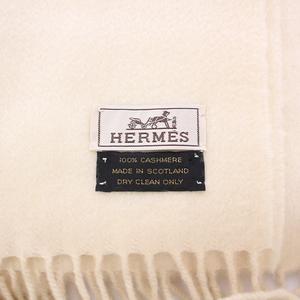 HERMES
100% CASHMERE
MADE IN SCOTLAND
DRY CLEAN ONLY